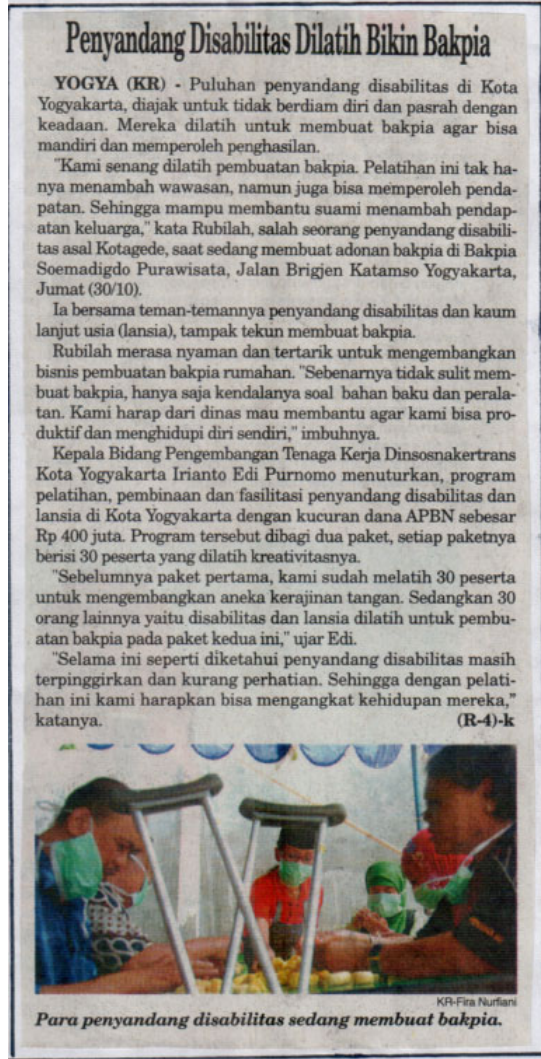 Penyandang Disabilitas Dilatih Bikin Bakpia
YOGYA (KR) - Puluhan penyandang disabilitas di Kota
Yogyakarta, diajak untuk tidak berdiam diri dan pasrah dengan
keadaan. Mereka dilatih untuk membuat bakpia agar bisa
mandiri dan memperoleh penghasilan.
"Kami senang dilatih pembuatan bakpia. Pelatihan ini tak ha-
nya menambah wawasan, namun juga bisa memperoleh penda-
patan. Sehingga mampu membantu suami menambah pendap-
atan keluarga," kata Rubilah, salah seorang penyandang disabili-
tas asal Kotagede, saat sedang membuat adonan bakpia di Bakpia
Soemadigdo Purawisata, Jalan Brigjen Katamso Yogyakarta,
Jumat (30/10).
Ia bersama teman-temannya penyandang disabilitas dan kaum
lanjut usia (lansia), tampak tekun membuat bakpia.
Rubilah merasa nyaman dan tertarik untuk mengembangkan
bisnis pembuatan bakpia rumahan. "Sebenarnya tidak sulit mem-
buat bakpia, hanya saja kendalanya soal bahan baku dan perala-
tan. Kami harap dari dinas mau membantu agar kami bisa pro-
duktif dan menghidupi diri sendiri," imbuhnya.
Kepala Bidang Pengembangan Tenaga Kerja Dinsosnakertrans
Kota Yogyakarta Irianto Edi Purnomo menuturkan, program
pelatihan, pembinaan dan fasilitasi penyandang disabilitas dan
lansia di Kota Yogyakarta dengan kucuran dana APBN sebesar
Rp 400 juta. Program tersebut dibagi dua paket, setiap paketnya
berisi 30 peserta yang dilatih kreativitasnya.
"Sebelumnya paket pertama, kami sudah melatih 30 peserta
untuk mengembangkan aneka kerajinan tangan. Sedangkan 30
orang lainnya yaitu disabilitas dan lansia dilatih untuk pembu-
atan bakpia pada paket kedua ini," ujar Edi.
"Selama ini seperti diketahui penyandang disabilitas masih
terpinggirkan dan kurang perhatian. Sehingga dengan pelati-
han ini kami harapkan bisa mengangkat kehidupan mereka,"
katanya. (R-4)-k
KR-Fira Nurfiani
Para penyandang disabilitas sedang membuat bakpia.